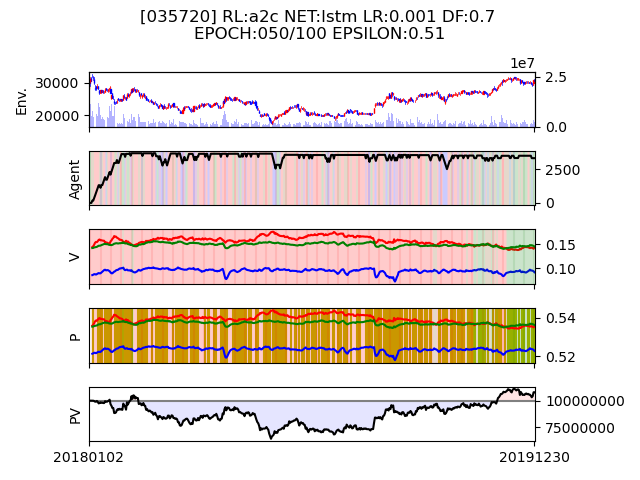 [035720] RL:a2c NET:lstm LR:0.001 DF:0.7
EPOCH:050/100 EPSILON:0.51
1e7
Env.
30000
20000
2.5
0.0
Agent
2500
0
V
0.15
0.10
P
0.54
0.52
PV
100000000
75000000
20180102
20191230